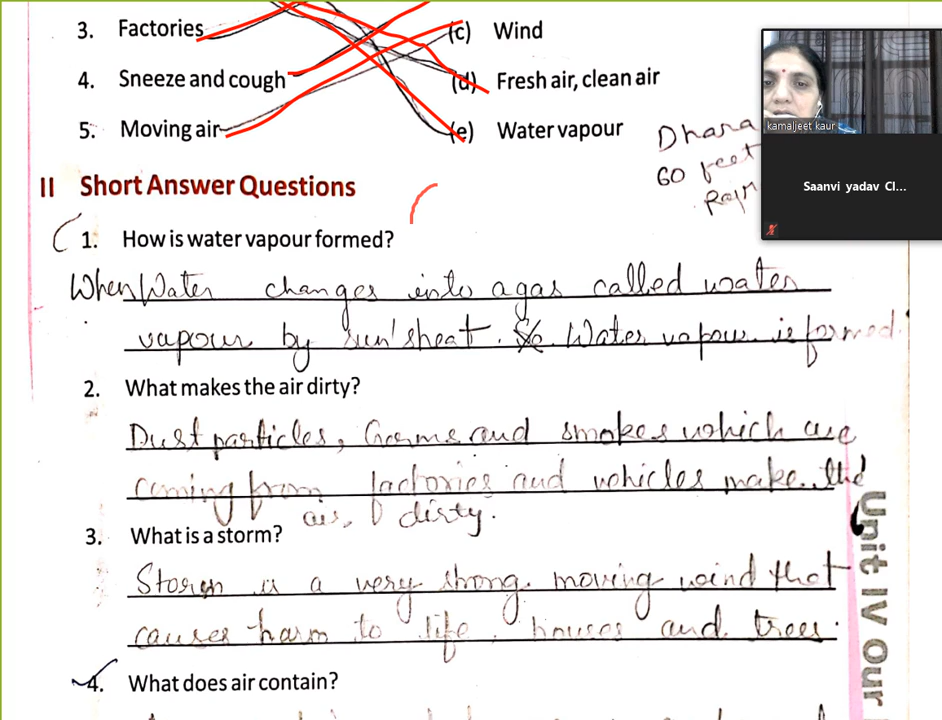 3. Factories
(c) Wind
4. Sneeze and cough
(d) Fresh air, clean air
5. Moving air
(e) Water vapour
kamaljeet kaur
Dhara
60 feet
Saanvi yadav Cl...
II Short Answer Questions
1. How is water vapour formed?
When Water changes into a gas called water
vapour by sun's heat. Water vapour is formed.
2. What makes the air dirty?
Dust particles, Germs and smokes which are
coming from factories and vehicles make the
air dirty.
3. What is a storm?
Storm is a very strong moving wind that
causes harm to life, houses and trees.
4. What does air contain?
Unit IV Our